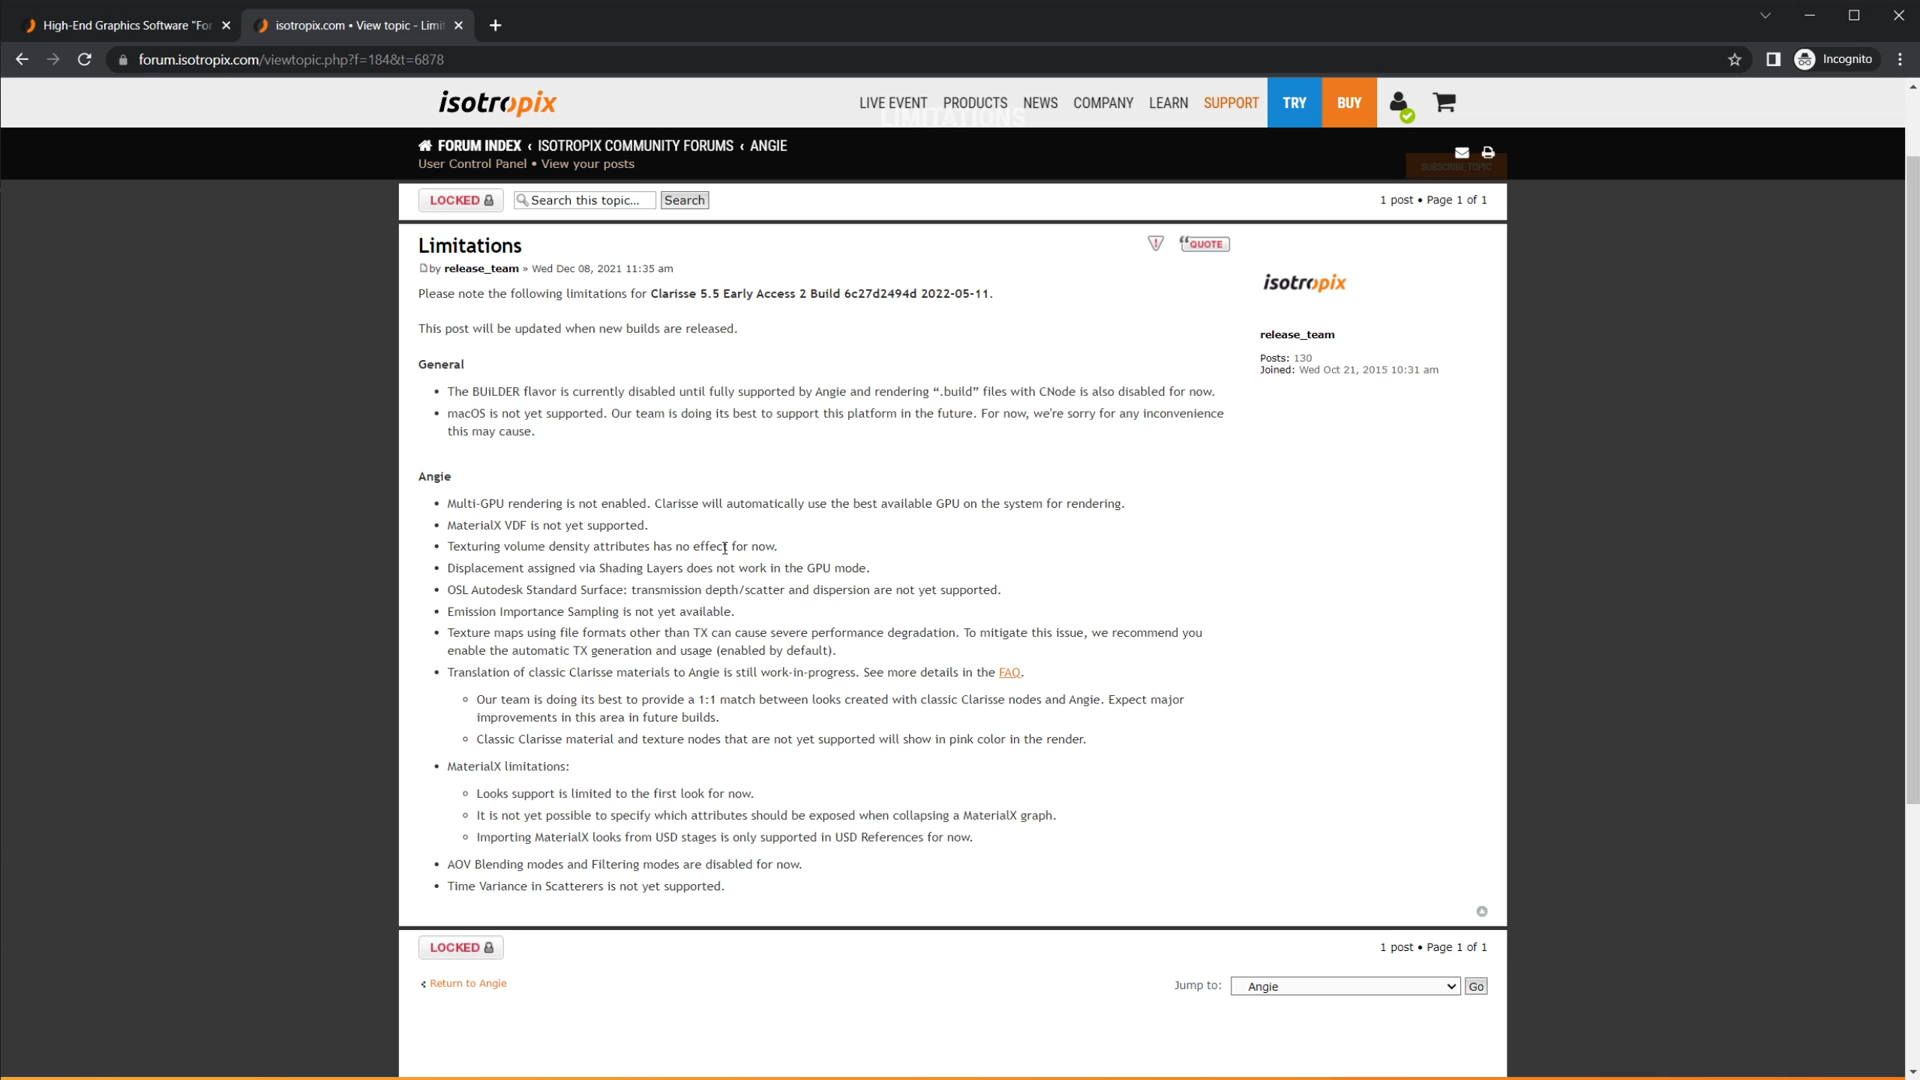 High-End Graphics Software "For
isotropix.com • View topic - Limi
forum.isotropix.com/viewtopic.php?f=184&t=6878
Incognito
isotropix
LIVE EVENT PRODUCTS NEWS COMPANY LEARN SUPPORT TRY BUY
LIMITATIONS
FORUM INDEX ‹ ISOTROPIX COMMUNITY FORUMS ‹ ANGIE
User Control Panel • View your posts
SUBSCRIBE TOPIC
LOCKED Search this topic... Search 1 post • Page 1 of 1
Limitations
QUOTE
by release_team » Wed Dec 08, 2021 11:35 am
isotropix
Please note the following limitations for Clarisse 5.5 Early Access 2 Build 6c27d2494d 2022-05-11.
This post will be updated when new builds are released.
release_team
Posts: 130
Joined: Wed Oct 21, 2015 10:31 am
General
• The BUiLDER flavor is currently disabled until fully supported by Angie and rendering “.build” files with CNode is also disabled for now.
• macOS is not yet supported. Our team is doing its best to support this platform in the future. For now, we're sorry for any inconvenience
this may cause.
Angie
• Multi-GPU rendering is not enabled. Clarisse will automatically use the best available GPU on the system for rendering.
• MaterialX VDF is not yet supported.
• Texturing volume density attributes has no effect for now.
• Displacement assigned via Shading Layers does not work in the GPU mode.
• OSL Autodesk Standard Surface: transmission depth/scatter and dispersion are not yet supported.
• Emission Importance Sampling is not yet available.
• Texture maps using file formats other than TX can cause severe performance degradation. To mitigate this issue, we recommend you
enable the automatic TX generation and usage (enabled by default).
• Translation of classic Clarisse materials to Angie is still work-in-progress. See more details in the FAQ.
◦ Our team is doing its best to provide a 1:1 match between looks created with classic Clarisse nodes and Angie. Expect major
improvements in this area in future builds.
◦ Classic Clarisse material and texture nodes that are not yet supported will show in pink color in the render.
• MaterialX limitations:
◦ Looks support is limited to the first look for now.
◦ It is not yet possible to specify which attributes should be exposed when collapsing a MaterialX graph.
◦ Importing MaterialX looks from USD stages is only supported in USD References for now.
• AOV Blending modes and Filtering modes are disabled for now.
• Time Variance in Scatterers is not yet supported.
LOCKED 1 post • Page 1 of 1
Return to Angie
Jump to: Angie Go